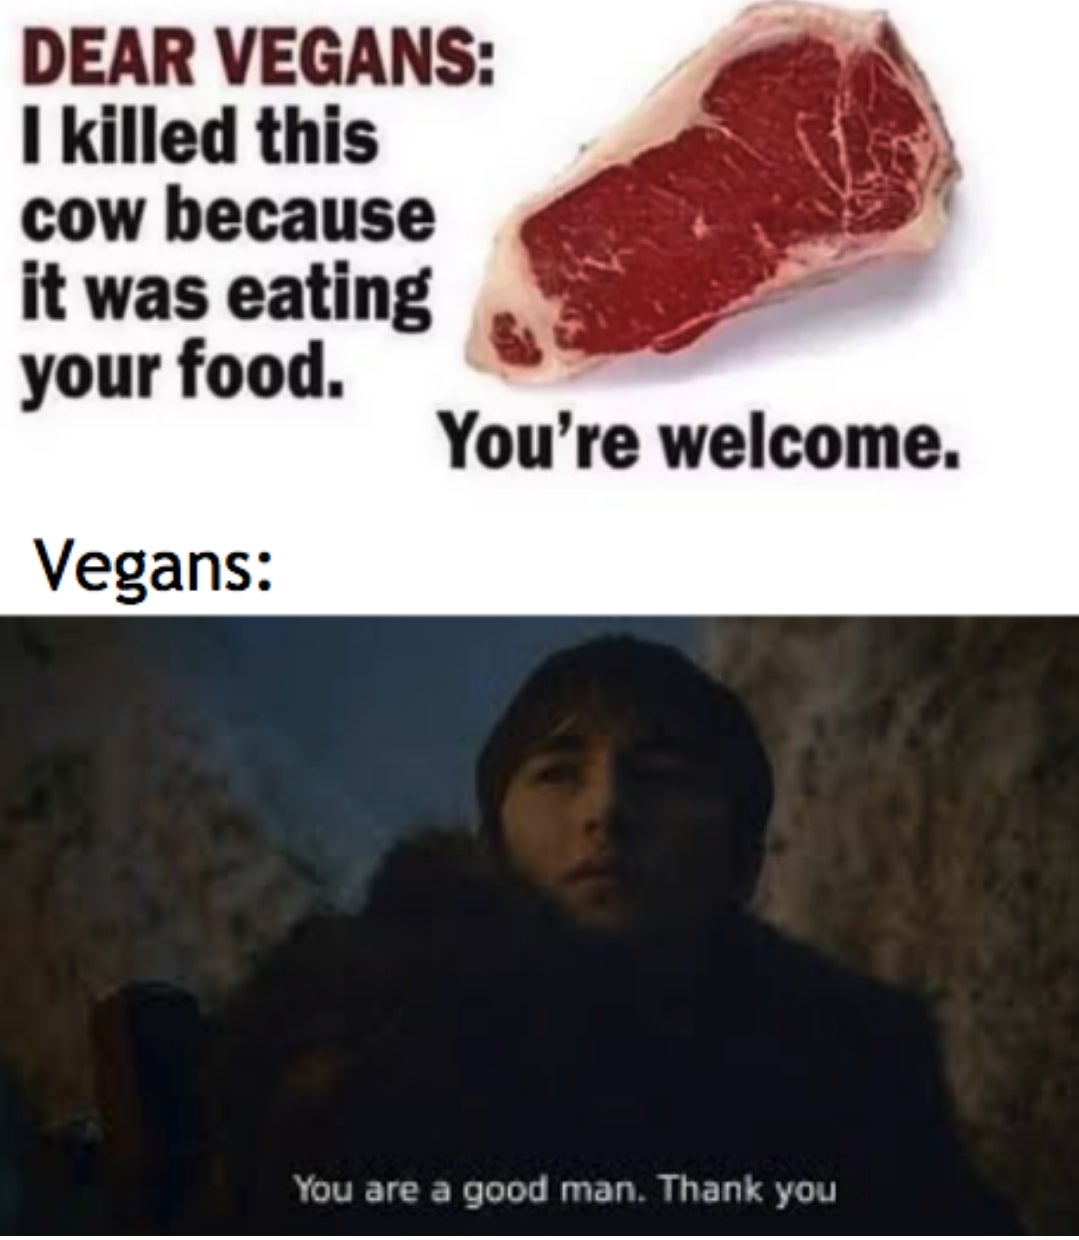 DEAR VEGANS:
I killed this
cow because
it was eating
your food.
You're welcome.
Vegans:
You are a good man. Thank you